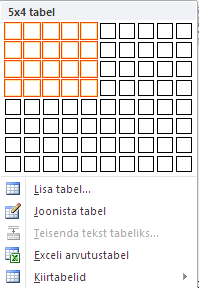 5x4 tabel
Lisa tabel...
Joonista tabel
Teisenda tekst tabeliks...
Exceli arvutustabel
Kiirtabelid